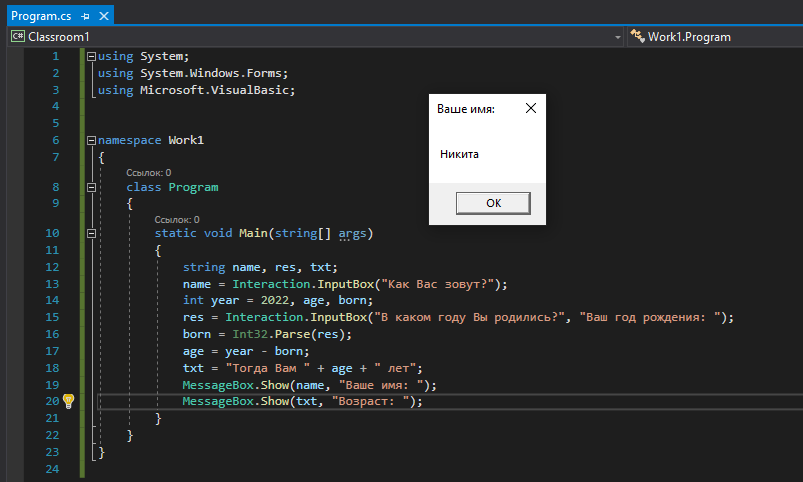 Program.cs
C# Classroom1 Work1.Program
1 using System;
2 using System.Windows.Forms;
3 using Microsoft.VisualBasic;
4
5
6 namespace Work1
7 {
Ссылок: 0
8 class Program
9 {
Ссылок: 0
10 static void Main(string[] args)
11 {
12 string name, res, txt;
13 name = Interaction.InputBox("Как Вас зовут?");
14 int year = 2022, age, born;
15 res = Interaction.InputBox("В каком году Вы родились?", "Ваш год рождения: ");
16 born = Int32.Parse(res);
17 age = year - born;
18 txt = "Тогда Вам " + age + " лет";
19 MessageBox.Show(name, "Ваше имя: ");
20 MessageBox.Show(txt, "Возраст: ");
21 }
22 }
23 }
24
Ваше имя:
Никита
OK